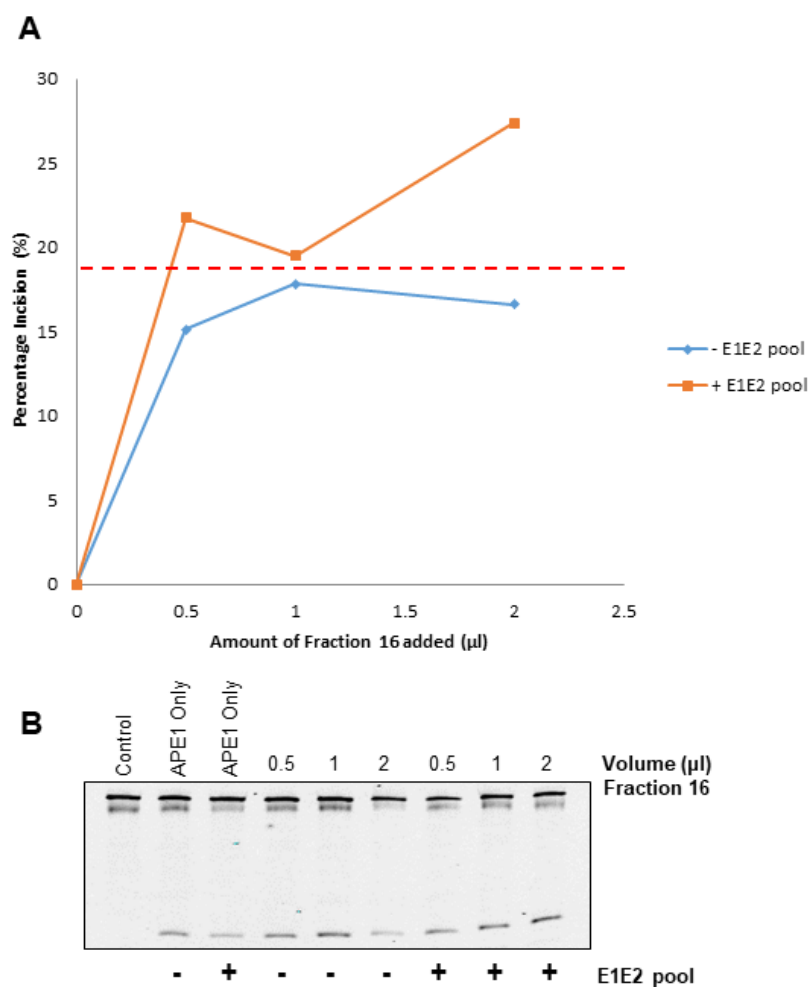 A
30
25
20
15
10
5
0
Percentage Incision (%)
0 0.5 1 1.5 2 2.5
Amount of Fraction 16 added (µl)
- E1E2 pool
+ E1E2 pool
B
Control
APE1 Only
APE1 Only
0.5 1 2 0.5 1 2
Volume (µl)
Fraction 16
- + - - - + + +
E1E2 pool